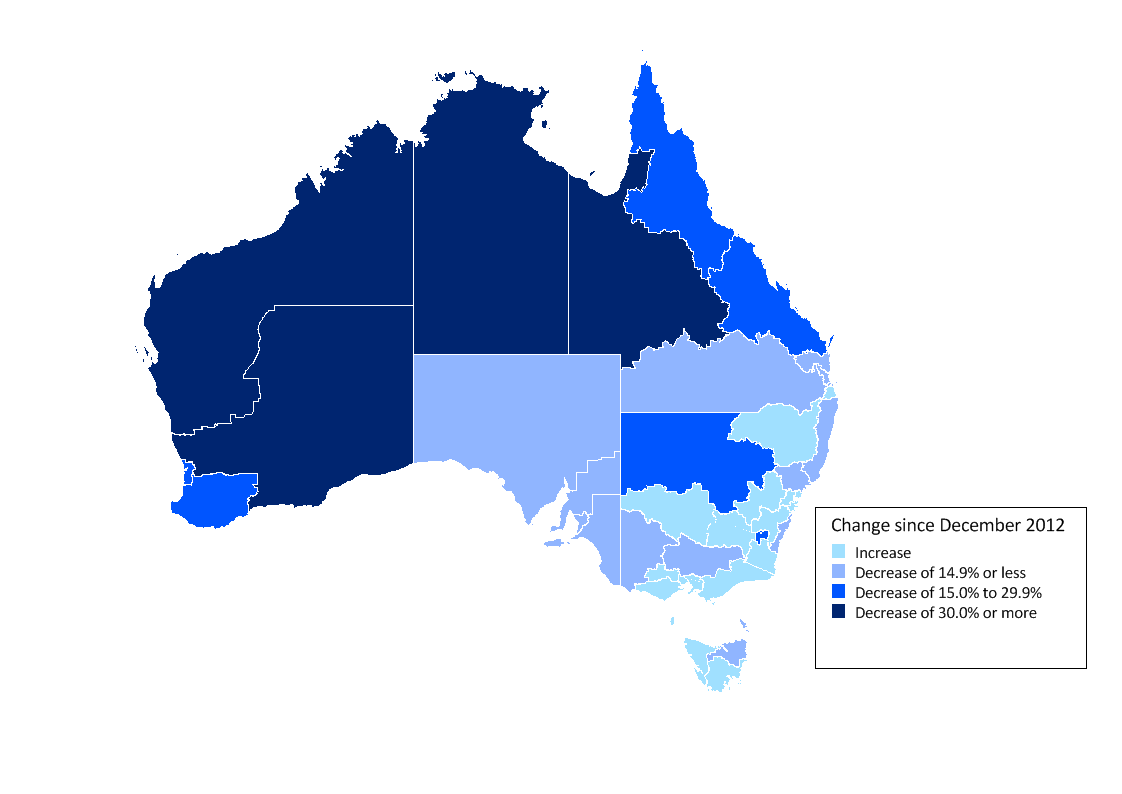 Change since December 2012
Increase
Decrease of 14.9% or less
Decrease of 15.0% to 29.9%
Decrease of 30.0% or more